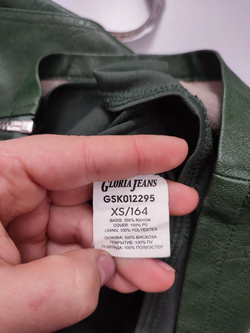 GLORIA JEANS
GSK012295
XS/164
BASIS: 100% RAYON
COVER: 100% PU
LINING: 100% POLYESTER
ОСНОВА: 100% ВИСКОЗА
ПОКРЫТИЕ: 100% ПУ
ПОДКЛАДКА: 100% ПОЛИЭСТЕР